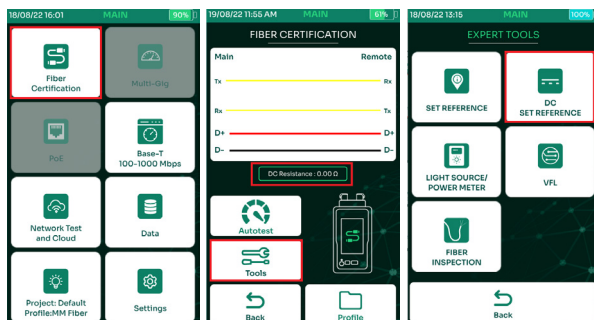 18/08/22 16:01 MAIN 90%
Fiber
Certification
Multi-Gig
PoE
Base-T
100-1000 Mbps
Network Test
and Cloud
Data
Project: Default
Profile:MM Fiber
Settings
19/08/22 11:55 AM MAIN 61%
FIBER CERTIFICATION
Main Remote
Tx Rx
Rx Tx
D+ D+
D- D-
DC Resistance : 0.00 Ω
Autotest
Tools
Back
Profile
18/08/22 13:15 MAIN 100%
EXPERT TOOLS
SET REFERENCE
DC
SET REFERENCE
LIGHT SOURCE/
POWER METER
VFL
FIBER
INSPECTION
Back